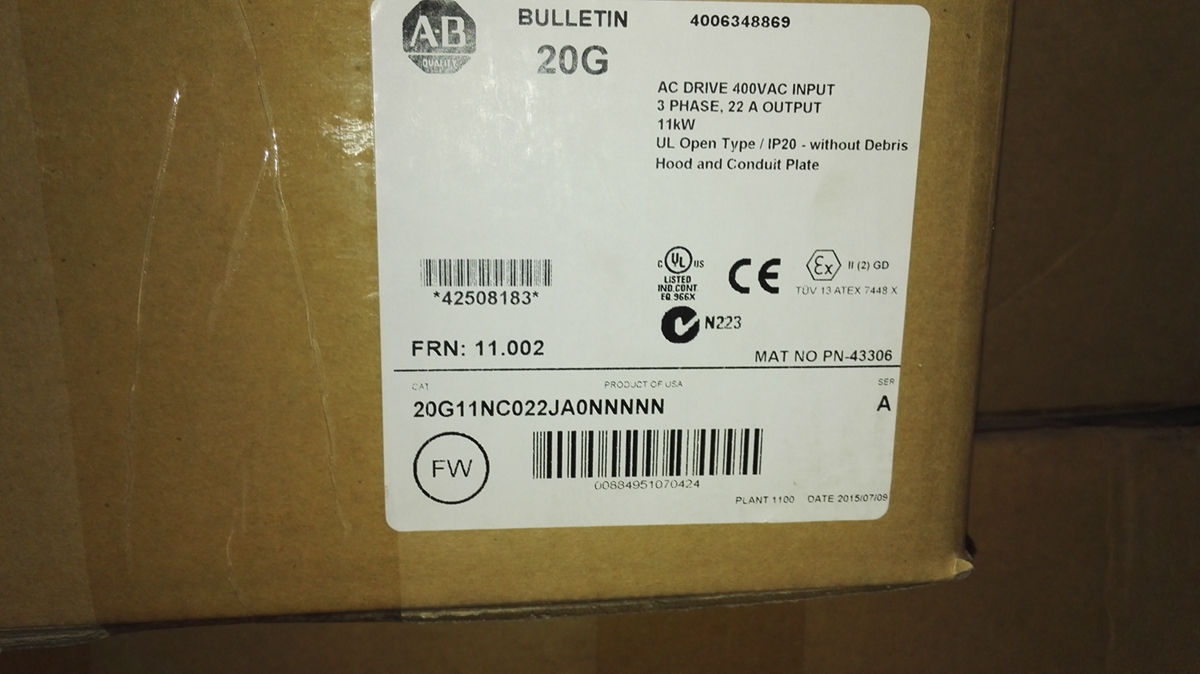 A-B
QUALITY
BULLETIN
20G
4006348869
AC DRIVE 400VAC INPUT
3 PHASE, 22 A OUTPUT
11kW
UL Open Type / IP20 - without Debris
Hood and Conduit Plate
*42508183*
C UL US
LISTED
IND.CONT.
EQ.966X
CE
Ex II (2) GD
TÜV 13 ATEX 7448 X
N223
FRN: 11.002
MAT NO PN-43306
CAT
PRODUCT OF USA
SER
20G11NC022JA0NNNNN
A
FW
00884951070424
PLANT 1100 DATE 2015/07/09